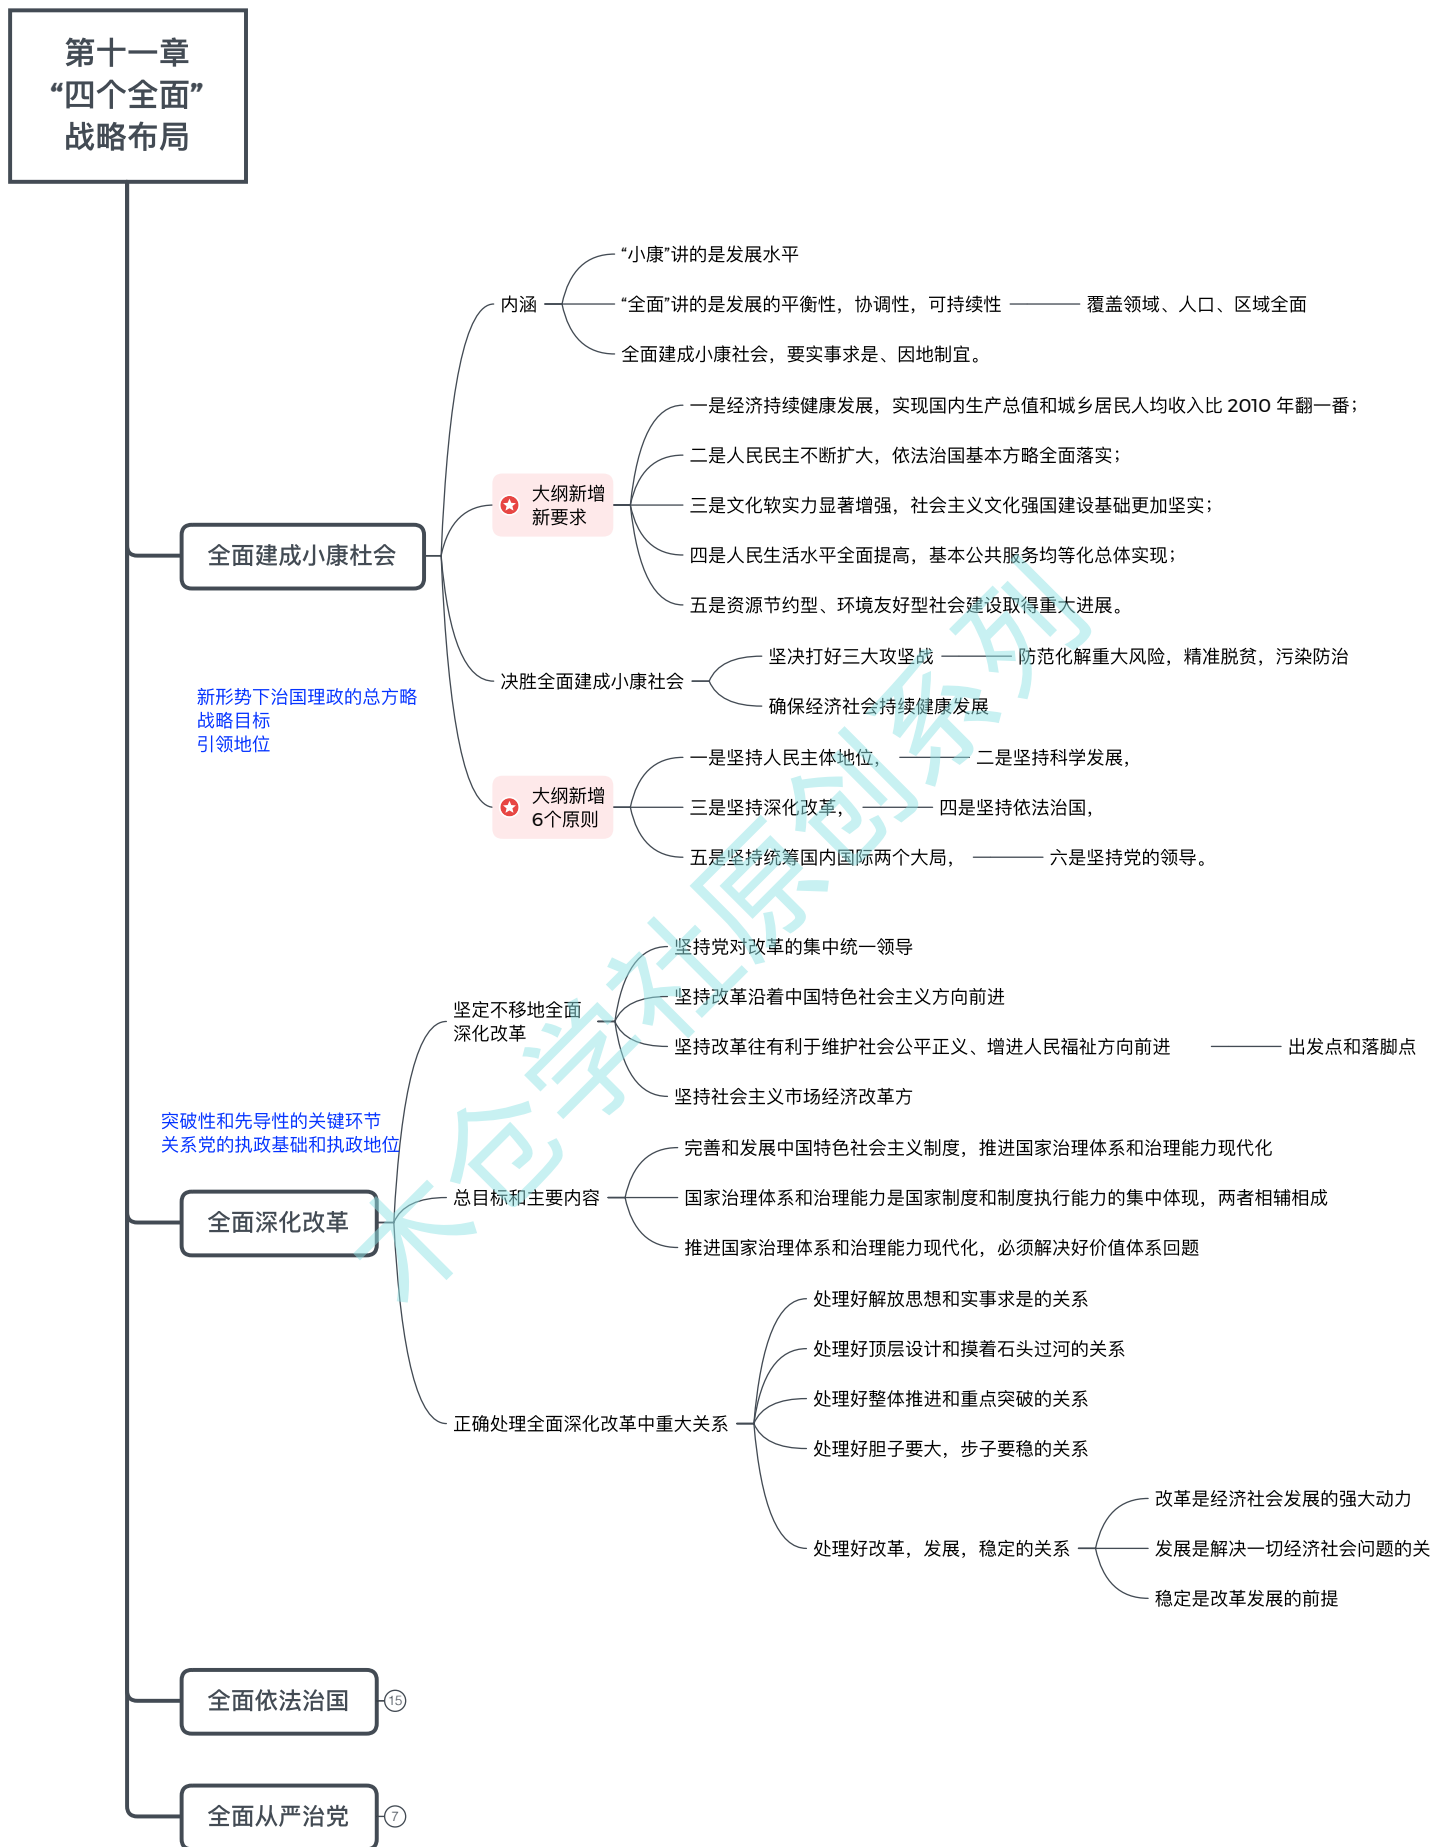 第十一章
“四个全面”
战略布局
“小康”讲的是发展水平
内涵
“全面”讲的是发展的平衡性，协调性，可持续性
覆盖领域、人口、区域全面
全面建成小康社会，要实事求是、因地制宜。
一是经济持续健康发展，实现国内生产总值和城乡居民人均收入比 2010 年翻一番；
二是人民民主不断扩大，依法治国基本方略全面落实；
大纲新增
新要求
三是文化软实力显著增强，社会主义文化强国建设基础更加坚实；
四是人民生活水平全面提高，基本公共服务均等化总体实现；
五是资源节约型、环境友好型社会建设取得重大进展。
全面建成小康杜会
坚决打好三大攻坚战
防范化解重大风险，精准脱贫，污染防治
决胜全面建成小康社会
确保经济社会持续健康发展
新形势下治国理政的总方略
战略目标
引领地位
一是坚持人民主体地位，
二是坚持科学发展，
大纲新增
6个原则
三是坚持深化改革，
四是坚持依法治国，
五是坚持统筹国内国际两个大局，
六是坚持党的领导。
坚持党对改革的集中统一领导
坚持改革沿着中国特色社会主义方向前进
坚定不移地全面
深化改革
坚持改革往有利于维护社会公平正义、增进人民福祉方向前进
出发点和落脚点
坚持社会主义市场经济改革方
突破性和先导性的关键环节
关系党的执政基础和执政地位
完善和发展中国特色社会主义制度，推进国家治理体系和治理能力现代化
总目标和主要内容
国家治理体系和治理能力是国家制度和制度执行能力的集中体现，两者相辅相成
推进国家治理体系和治理能力现代化，必须解决好价值体系回题
全面深化改革
处理好解放思想和实事求是的关系
处理好顶层设计和摸着石头过河的关系
处理好整体推进和重点突破的关系
正确处理全面深化改革中重大关系
处理好胆子要大，步子要稳的关系
处理好改革，发展，稳定的关系
改革是经济社会发展的强大动力
发展是解决一切经济社会问题的关
稳定是改革发展的前提
全面依法治国
15
全面从严治党
7
木仓学社原创系列